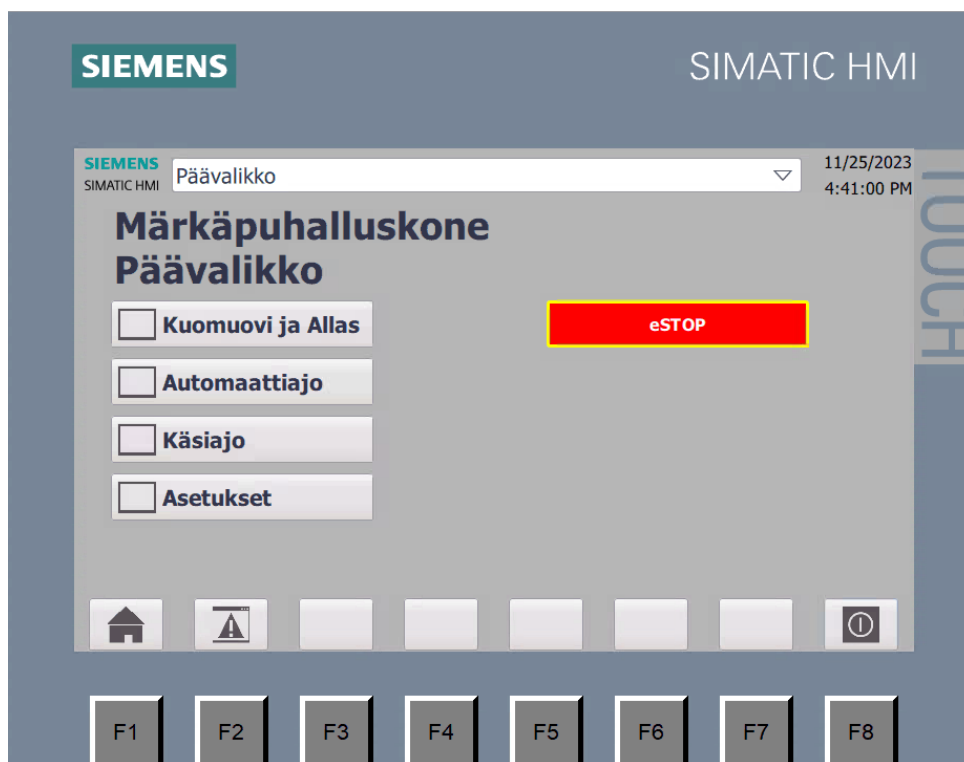 SIEMENS
SIMATIC HMI
SIEMENS
SIMATIC HMI
Päävalikko
11/25/2023
4:41:00 PM
TOUCH
Märkäpuhalluskone
Päävalikko
Kuomuovi ja Allas
eSTOP
Automaattiajo
Käsiajo
Asetukset
F1 F2 F3 F4 F5 F6 F7 F8